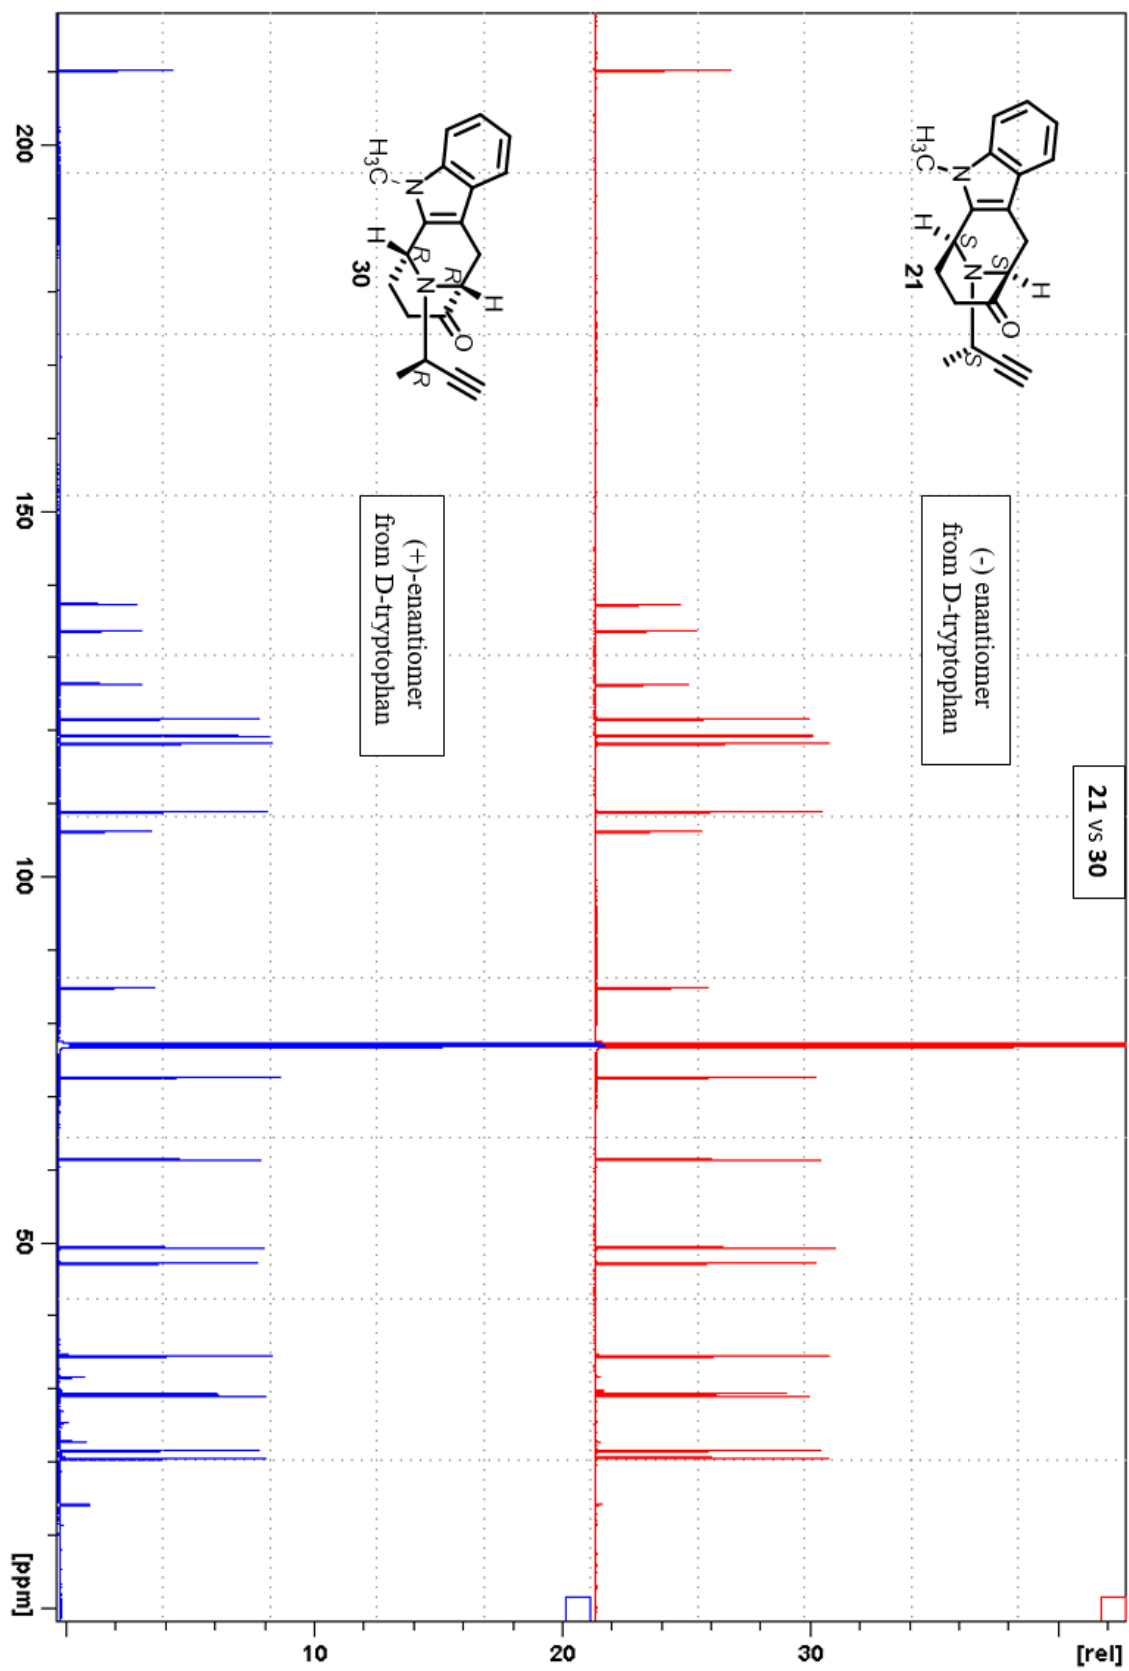 21 vs 30
(-) enantiomer
from D-tryptophan
H₃C
N
H
S
N
S
H
O
S
21
(+)-enantiomer
from D-tryptophan
H₃C
N
H
R
N
R
H
O
R
30
200
150
100
50
[ppm]
10
20
30
[rel]